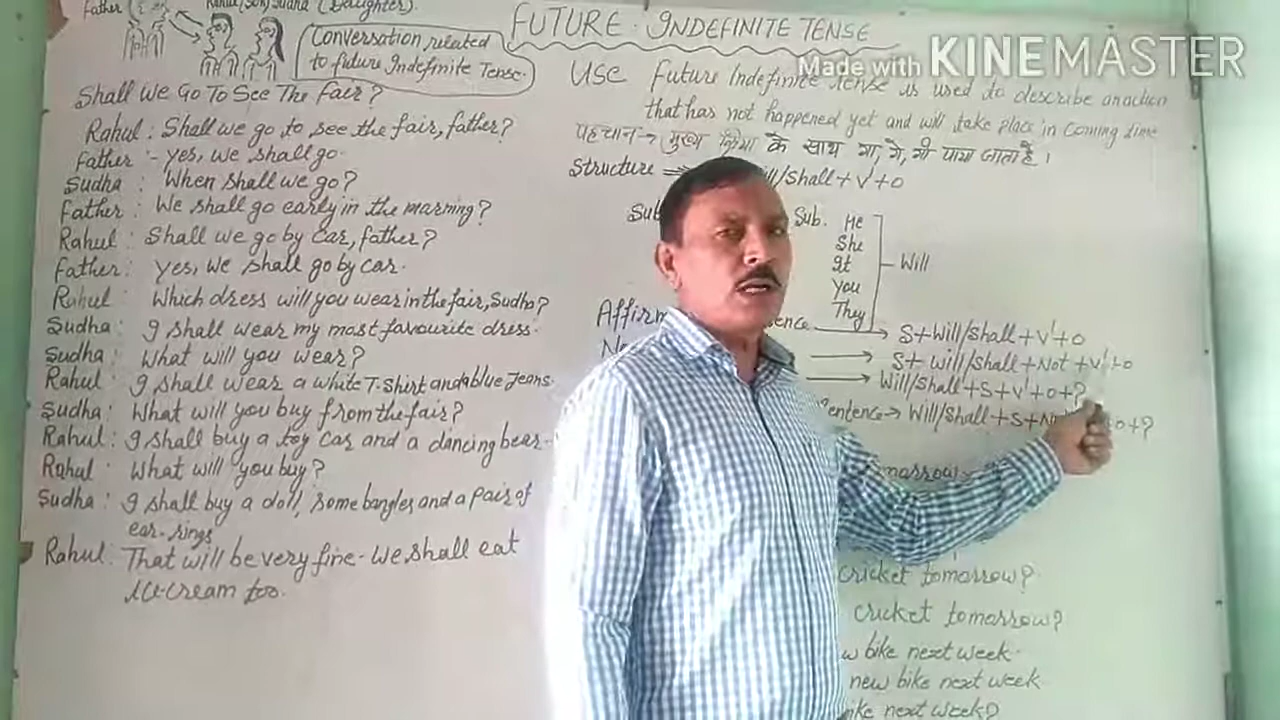 Father
Rahul (Son) Sudha (Daughter).
Conversation related
to future Indefinite Tense.
Shall We Go To See The Fair?
Rahul: Shall we go to see the fair, father?
Father :- Yes, we shall go.
Sudha : When shall we go?
Father : We shall go early in the marning?
Rahul: Shall we go by car, father?
Father: Yes, we shall go by car.
Rahul: Which dress will you wear in the fair, Sudha?
Sudha: I shall wear my most favourite dress.
Sudha: What will you wear?
Rahul: I shall wear a white T. Shirt and a blue Jeans.
Sudha: What will you buy from the fair?
Rahul: I shall buy a toy car and a dancing bear.
Rahul: What will you buy?
Sudha: I shall buy a doll, some bangles and a pair of
ear-rings
Rahul: That will be very fine. We shall eat
ice-cream too.
FUTURE INDEFINITE TENSE
Made with KINEMASTER
Use Future Indefinite tense is used to describe an action
that has not happened yet and will take place in coming time
पहचान → मुख्य क्रिया के साथ गा, गे, गी पाया जाता है।
Structure ⇒ /Shall + V¹ + O
Sub. He
She
It
You
They
Will
S + Will/Shall + V¹ + O
→ S + will/Shall + Not + V¹ + O
→ Will/Shall + S + V¹ + O + ?
Sentence → Will/Shall + S + O + ?
cricket tomorrow?
cricket tomorrow?
bike next week.
new bike next week.
bike next week?